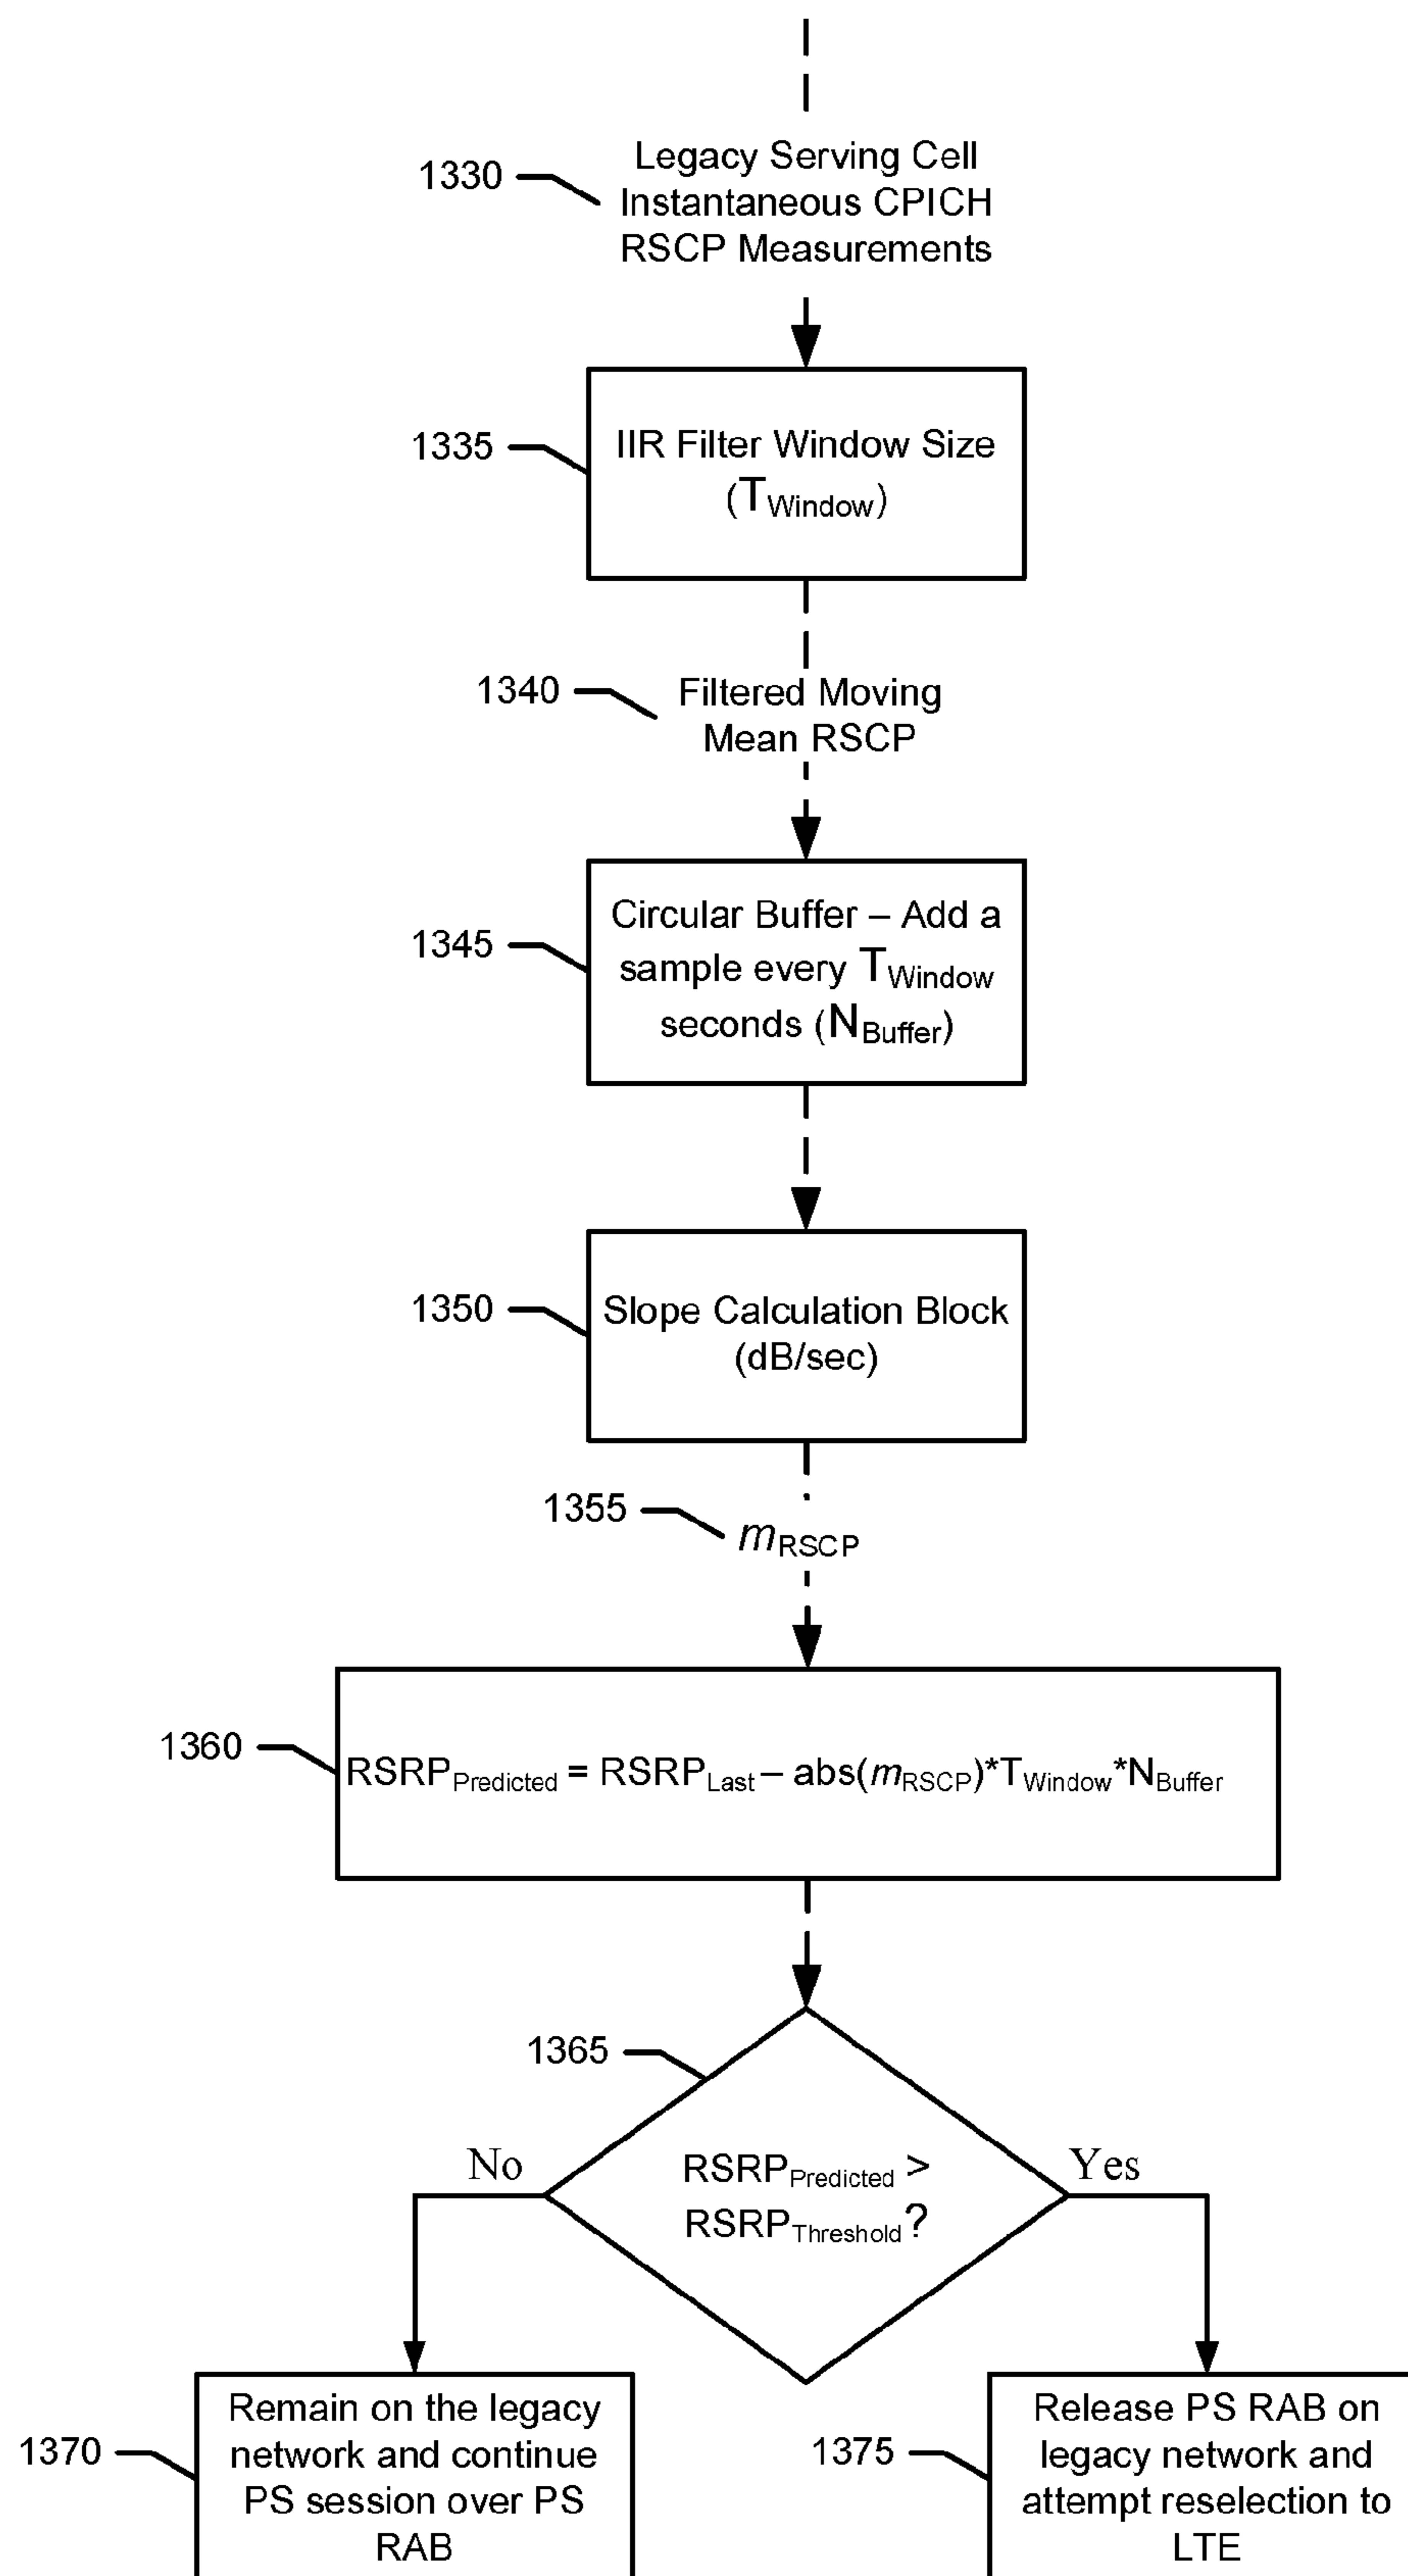 1330
Legacy Serving Cell
Instantaneous CPICH
RSCP Measurements
1335
IIR Filter Window Size
(TWindow)
1340
Filtered Moving
Mean RSCP
1345
Circular Buffer – Add a
sample every TWindow
seconds (NBuffer)
1350
Slope Calculation Block
(dB/sec)
1355
mRSCP
1360
RSRPPredicted = RSRPLast – abs(mRSCP)*TWindow*NBuffer
1365
RSRPPredicted >
RSRPThreshold?
No
Yes
1370
Remain on the legacy
network and continue
PS session over PS
RAB
1375
Release PS RAB on
legacy network and
attempt reselection to
LTE